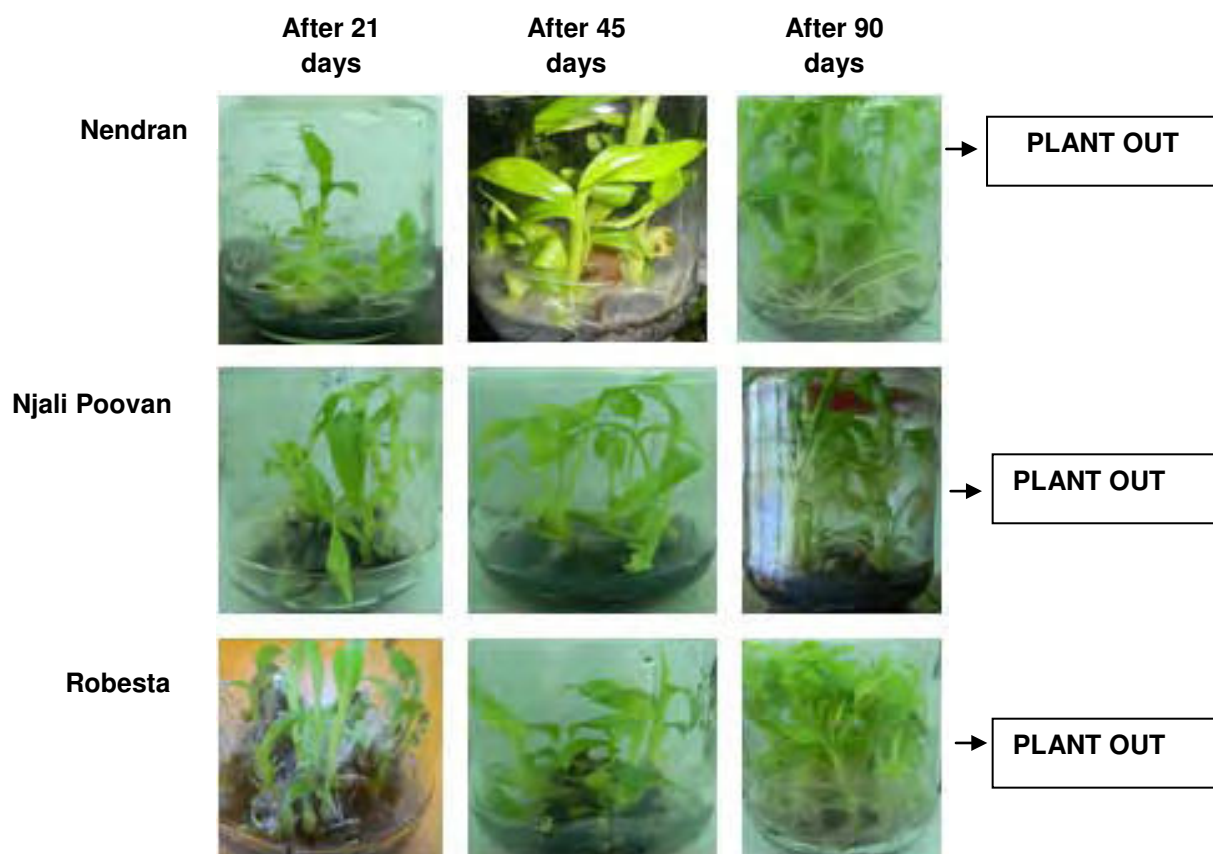 After 21
days
After 45
days
After 90
days
Nendran
PLANT OUT
Njali Poovan
PLANT OUT
Robesta
PLANT OUT